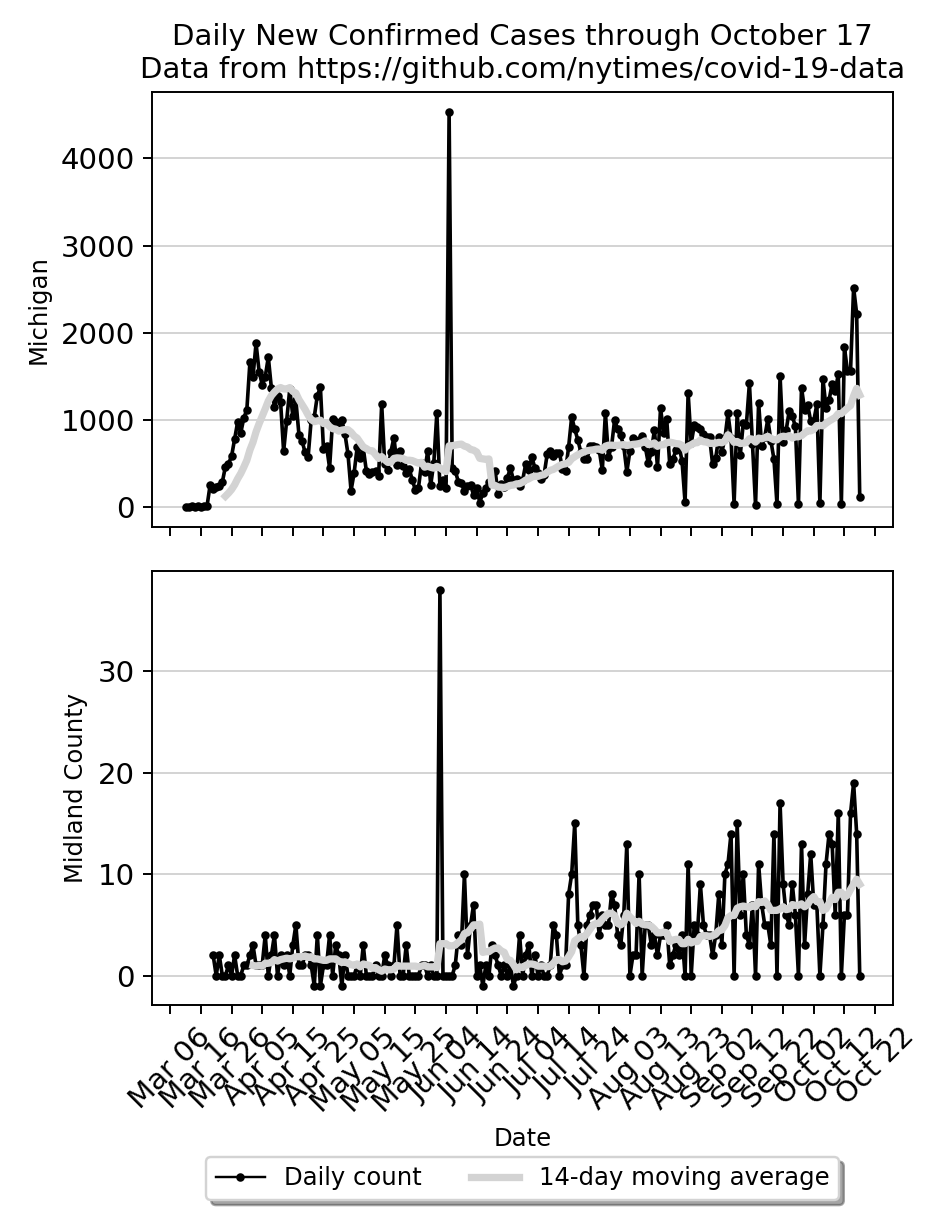 Daily New Confirmed Cases through October 17
Data from https://github.com/nytimes/covid-19-data
4000
3000
2000
1000
0
Michigan
30
20
10
0
Midland County
Mar 06
Mar 16
Mar 26
Apr 05
Apr 15
Apr 25
May 05
May 15
May 25
Jun 04
Jun 14
Jun 24
Jul 04
Jul 14
Jul 24
Aug 03
Aug 13
Aug 23
Sep 02
Sep 12
Sep 22
Oct 02
Oct 12
Oct 22
Date
Daily count
14-day moving average